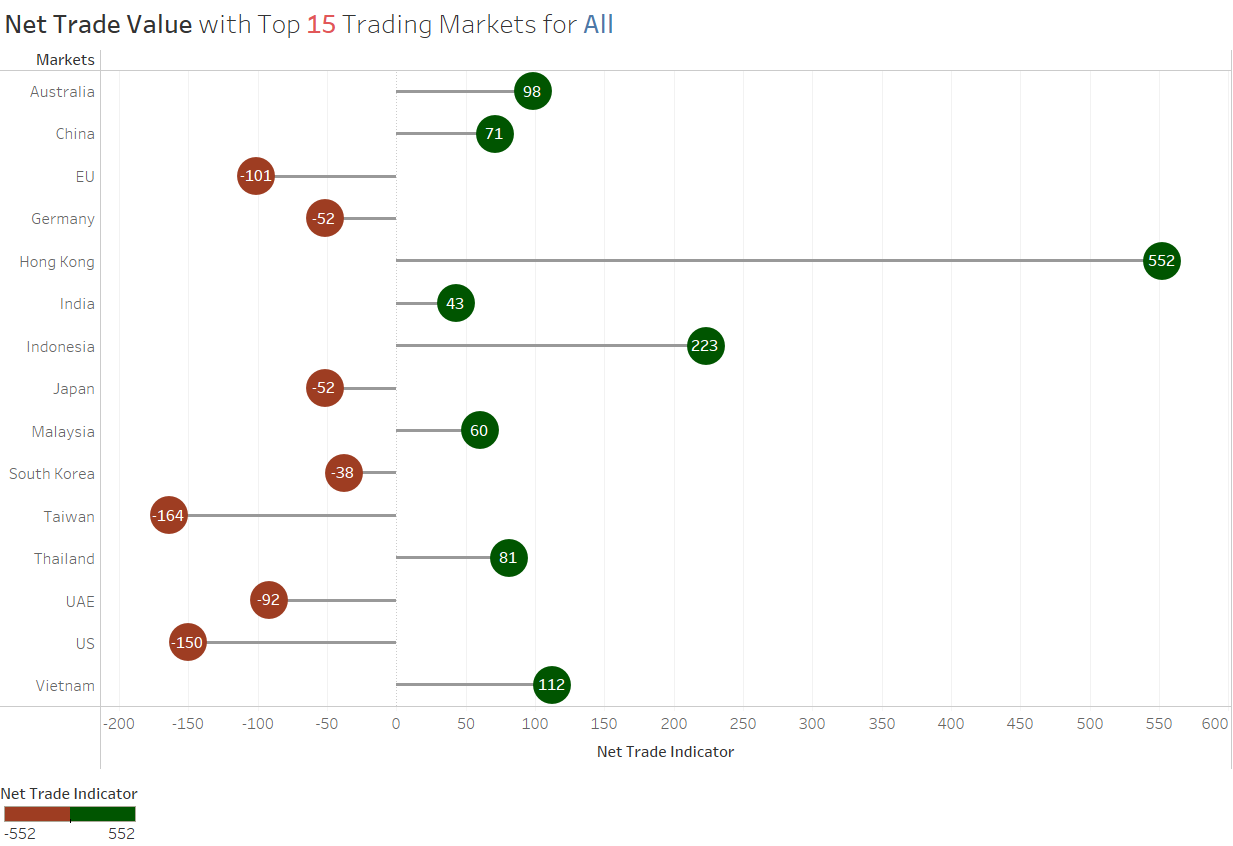 Net Trade Value with Top 15 Trading Markets for All
Markets
Australia 98
China 71
EU -101
Germany -52
Hong Kong 552
India 43
Indonesia 223
Japan -52
Malaysia 60
South Korea -38
Taiwan -164
Thailand 81
UAE -92
US -150
Vietnam 112
-200 -150 -100 -50 0 50 100 150 200 250 300 350 400 450 500 550 600
Net Trade Indicator
Net Trade Indicator
-552 552